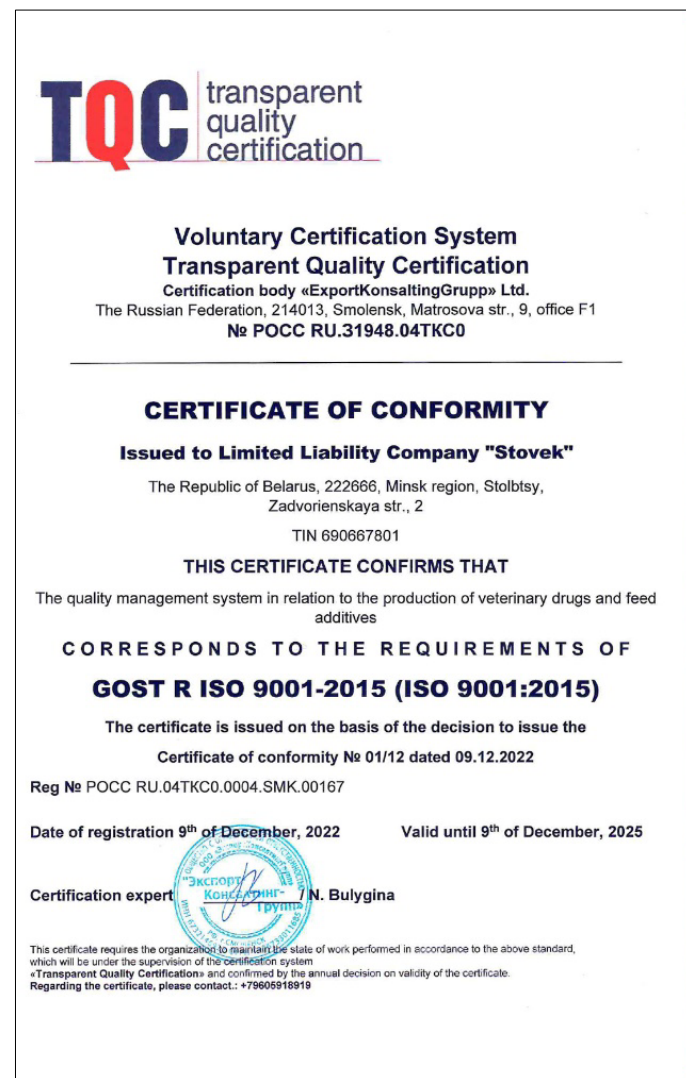 TQC
transparent
quality
certification
Voluntary Certification System
Transparent Quality Certification
Certification body «ExportKonsaltingGrupp» Ltd.
The Russian Federation, 214013, Smolensk, Matrosova str., 9, office F1
№ РОСС RU.31948.04ТКС0
CERTIFICATE OF CONFORMITY
Issued to Limited Liability Company "Stovek"
The Republic of Belarus, 222666, Minsk region, Stolbtsy,
Zadvorienskaya str., 2
TIN 690667801
THIS CERTIFICATE CONFIRMS THAT
The quality management system in relation to the production of veterinary drugs and feed
additives
CORRESPONDS TO THE REQUIREMENTS OF
GOST R ISO 9001-2015 (ISO 9001:2015)
The certificate is issued on the basis of the decision to issue the
Certificate of conformity № 01/12 dated 09.12.2022
Reg № РОСС RU.04ТКС0.0004.SMK.00167
Date of registration 9th of December, 2022 Valid until 9th of December, 2025
"Экспорт
Консалтинг-
Групп"
Certification expert / N. Bulygina
This certificate requires the organization to maintain the state of work performed in accordance to the above standard,
which will be under the supervision of the certification system
«Transparent Quality Certification» and confirmed by the annual decision on validity of the certificate.
Regarding the certificate, please contact.: +79605918919